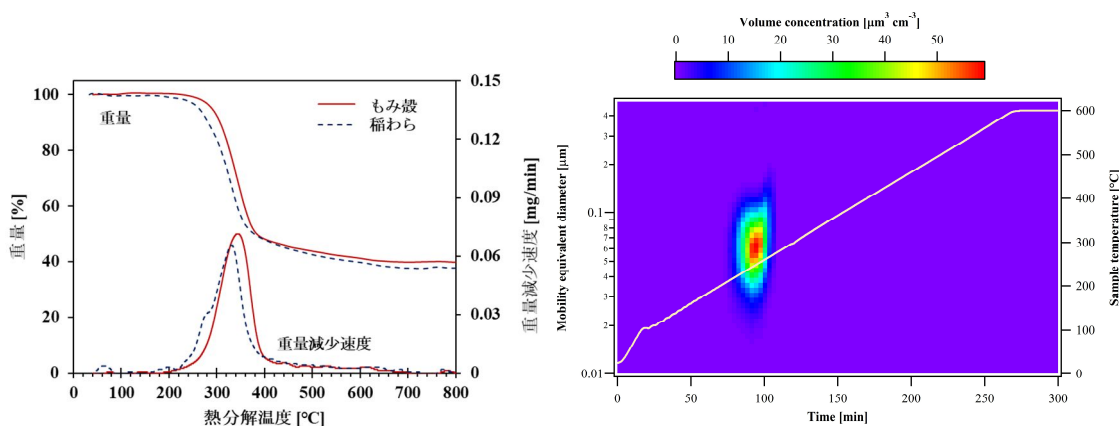 重量 [%]
100
80
60
40
20
0
重量
もみ殻
稲わら
重量減少速度
0.15
0.12
0.09
0.06
0.03
0
重量減少速度 [mg/min]
0 100 200 300 400 500 600 700 800
熱分解温度 [°C]
Volume concentration [µm³ cm⁻³]
0 10 20 30 40 50
Mobility equivalent diameter [µm]
4
3
2
0.1
8
7
6
5
4
3
2
0.01
600
500
400
300
200
100
0
Sample temperature [°C]
0 50 100 150 200 250 300
Time [min]